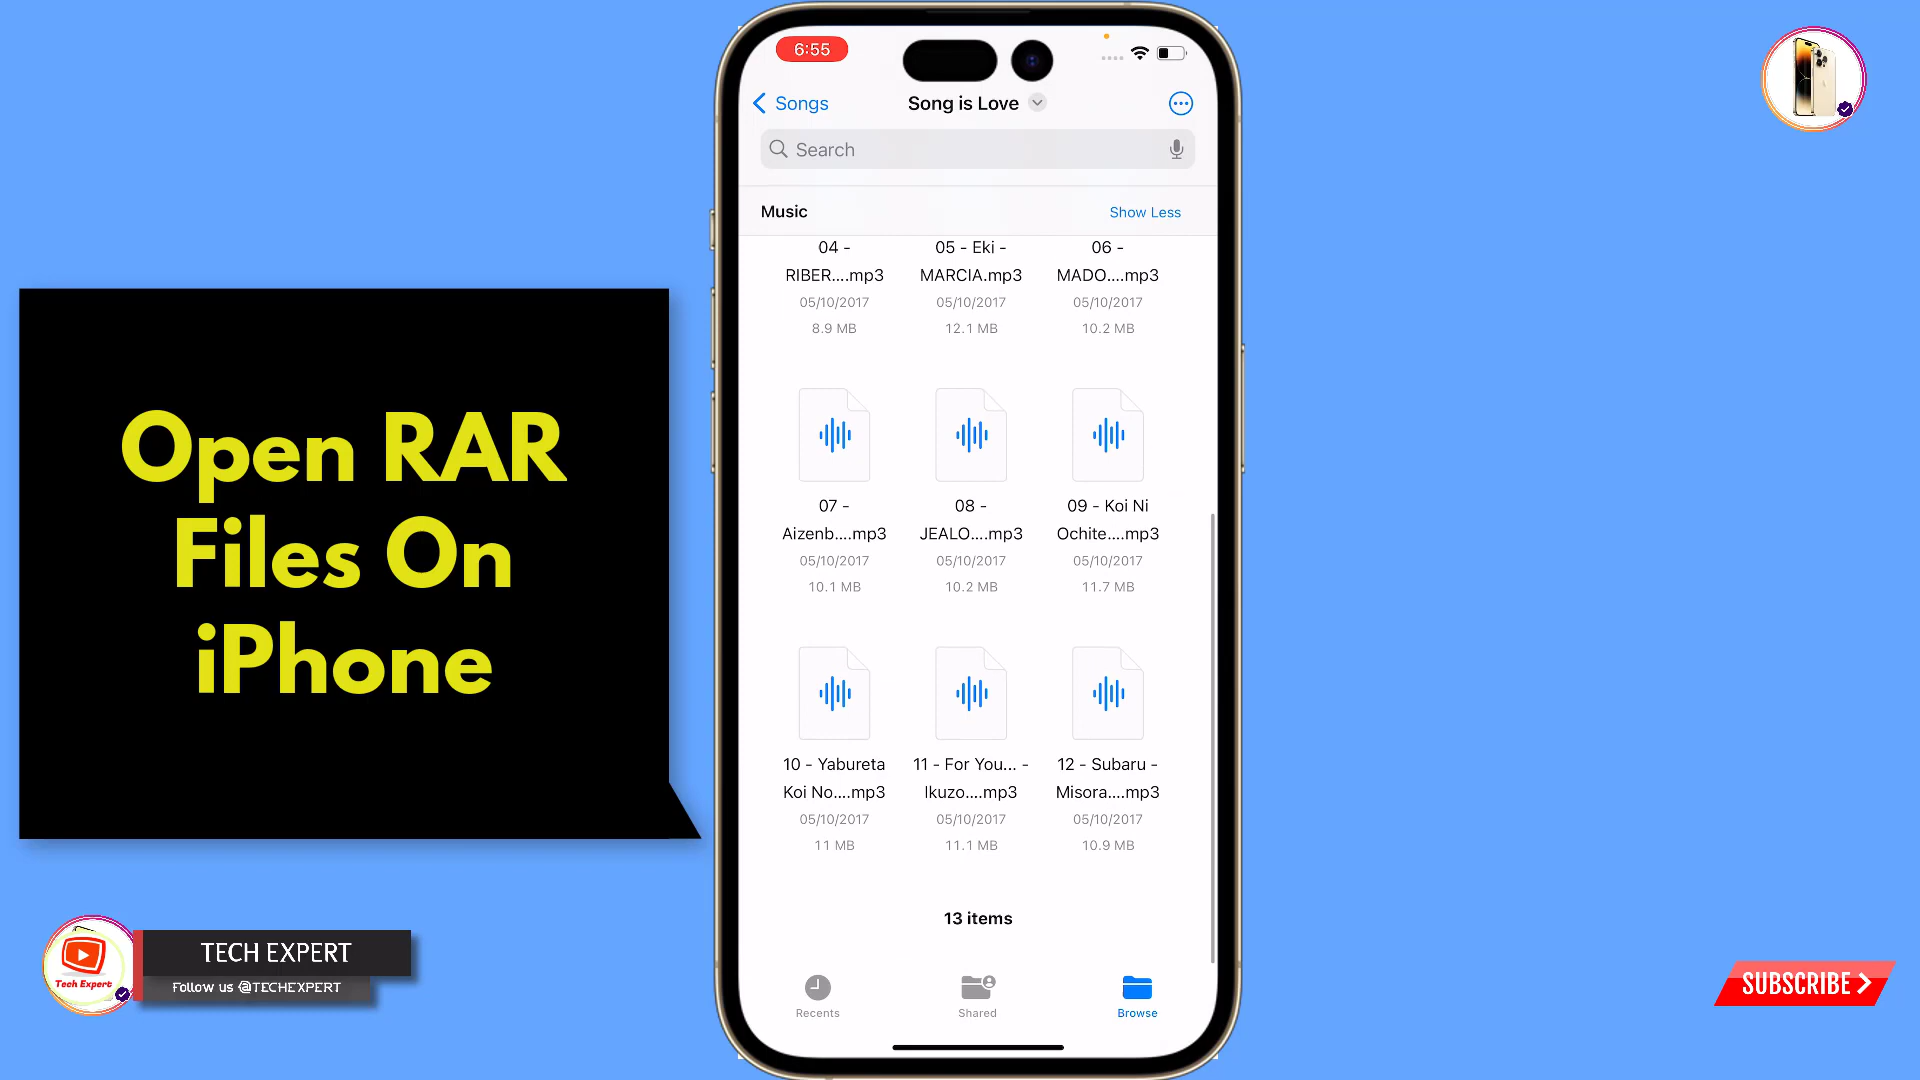 Open RAR
Files On
iPhone
6:55
Songs
Song is Love
Search
Music
Show Less
04 -
RIBER....mp3
05/10/2017
8.9 MB
05 - Eki -
MARCIA.mp3
05/10/2017
12.1 MB
06 -
MADO....mp3
05/10/2017
10.2 MB
07 -
Aizenb....mp3
05/10/2017
10.1 MB
08 -
JEALO....mp3
05/10/2017
10.2 MB
09 - Koi Ni
Ochite....mp3
05/10/2017
11.7 MB
10 - Yabureta
Koi No....mp3
05/10/2017
11 MB
11 - For You... -
Ikuzo....mp3
05/10/2017
11.1 MB
12 - Subaru -
Misora....mp3
05/10/2017
10.9 MB
13 items
Recents
Shared
Browse
Tech Expert
TECH EXPERT
Follow us @TECHEXPERT
SUBSCRIBE